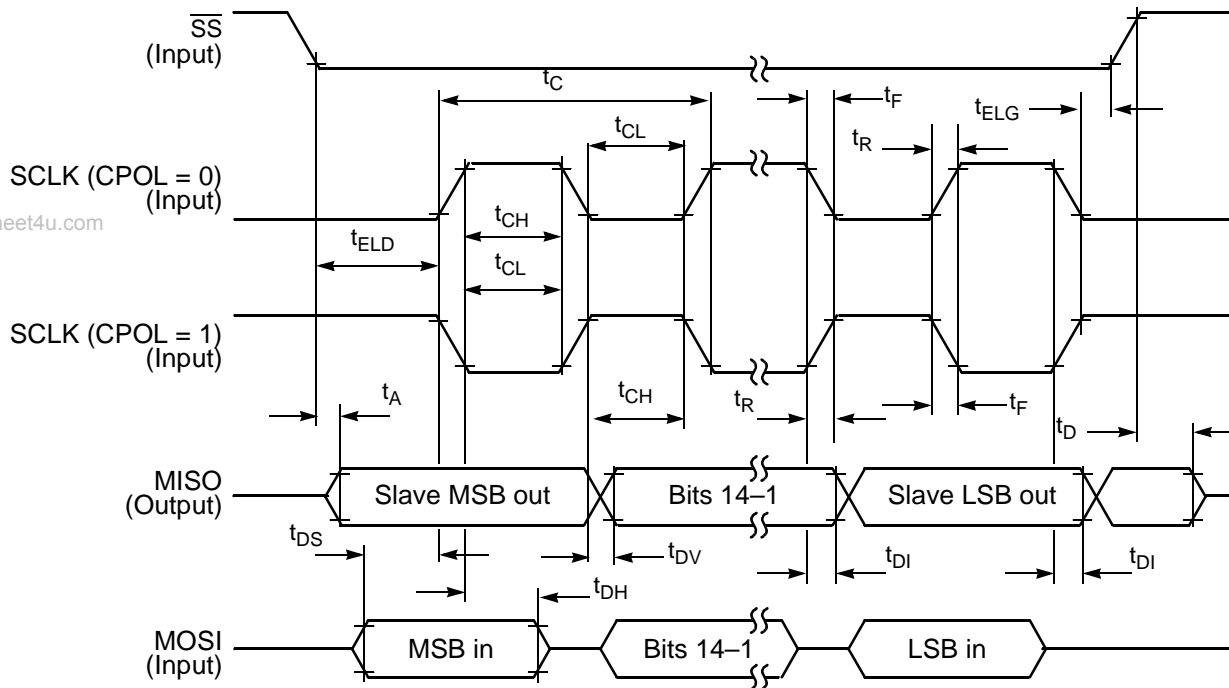 SS
(Input)
tC
tF
tELG
tCL
tR
SCLK (CPOL = 0)
(Input)
neet4u.com
tCH
tELD
tCL
SCLK (CPOL = 1)
(Input)
tA
tCH
tR
tF
tD
MISO
(Output)
Slave MSB out
Bits 14–1
Slave LSB out
tDS
tDV
tDI
tDI
tDH
MOSI
(Input)
MSB in
Bits 14–1
LSB in